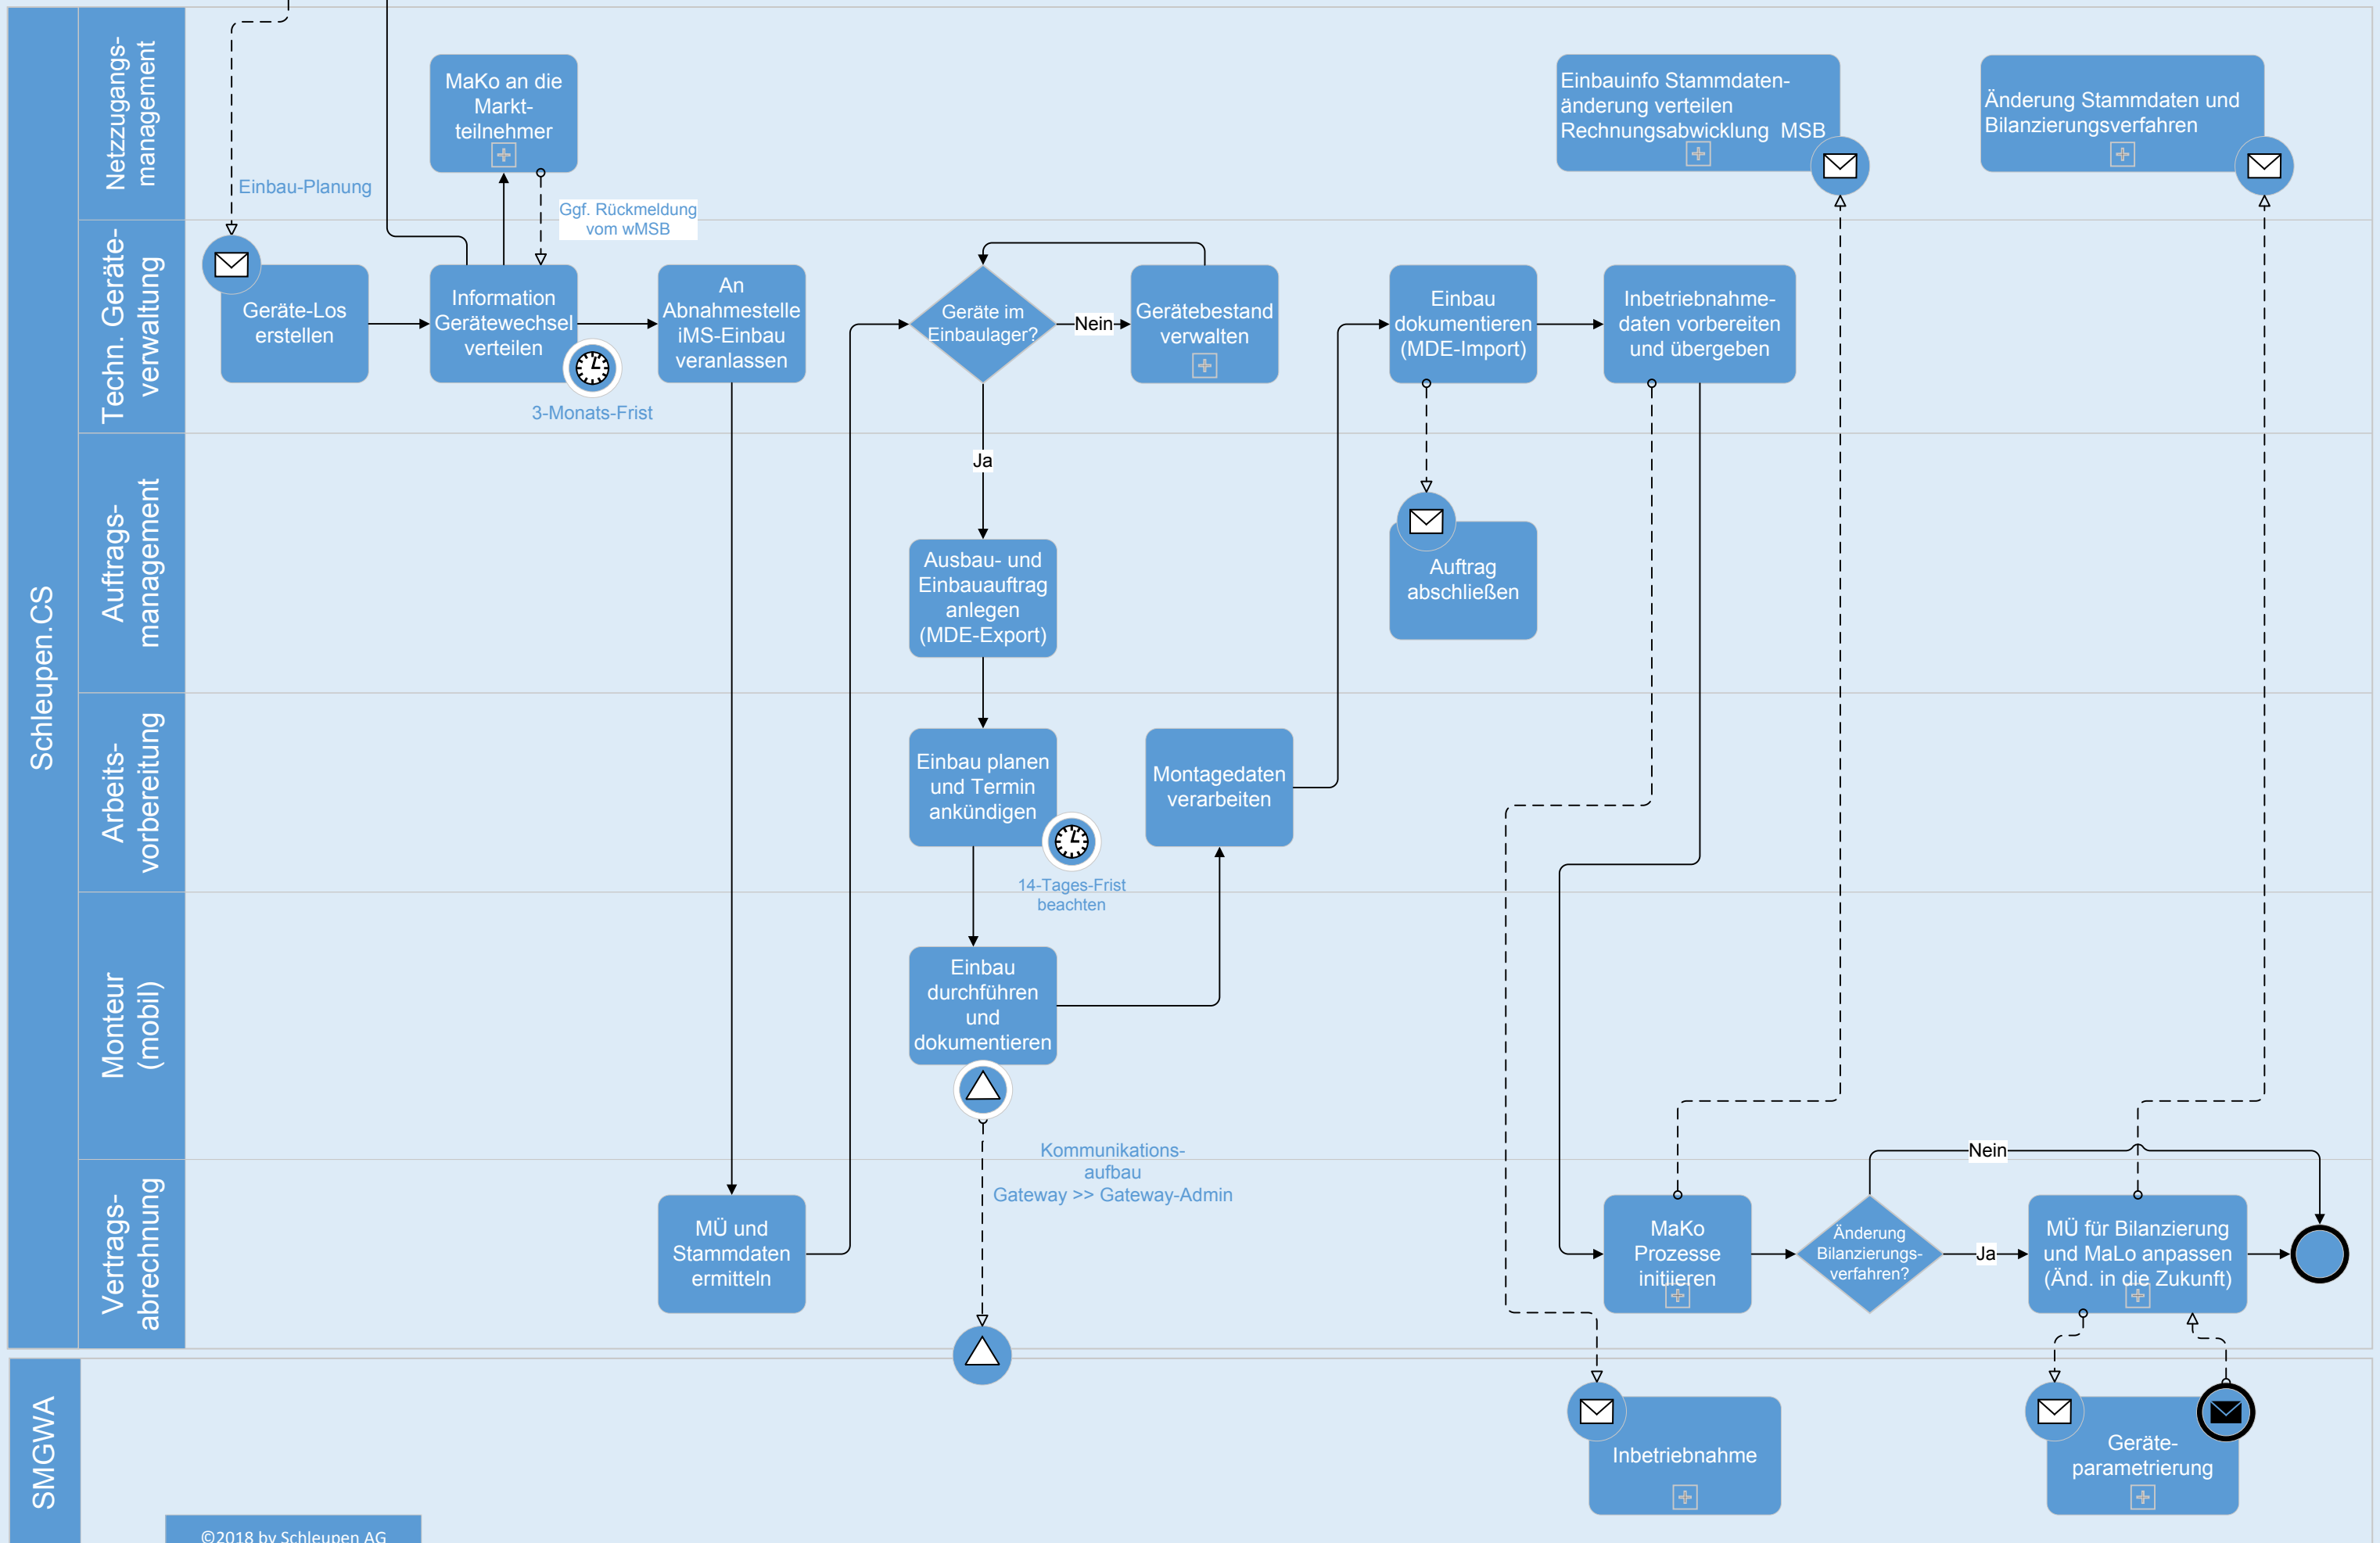 Schleupen.CS
Netzzugangs-
management
MaKo an die
Markt-
teilnehmer
Einbau-Planung
Ggf. Rückmeldung
vom wMSB
Einbauinfo Stammdaten-
änderung verteilen
Rechnungsabwicklung MSB
Änderung Stammdaten und
Bilanzierungsverfahren
Techn. Geräte-
verwaltung
Geräte-Los
erstellen
Information
Gerätewechsel
verteilen
3-Monats-Frist
An
Abnahmestelle
iMS-Einbau
veranlassen
Geräte im
Einbaulager?
Nein
Gerätebestand
verwalten
Einbau
dokumentieren
(MDE-Import)
Inbetriebnahme-
daten vorbereiten
und übergeben
Ja
Auftrags-
management
Ausbau- und
Einbauauftrag
anlegen
(MDE-Export)
Auftrag
abschließen
Arbeits-
vorbereitung
Einbau planen
und Termin
ankündigen
14-Tages-Frist
beachten
Montagedaten
verarbeiten
Monteur
(mobil)
Einbau
durchführen
und
dokumentieren
Kommunikations-
aufbau
Gateway >> Gateway-Admin
Vertrags-
abrechnung
MÜ und
Stammdaten
ermitteln
MaKo
Prozesse
initiieren
Änderung
Bilanzierungs-
verfahren?
Nein
Ja
MÜ für Bilanzierung
und MaLo anpassen
(Änd. in die Zukunft)
SMGWA
Inbetriebnahme
Geräte-
parametrierung
©2018 by Schleupen AG